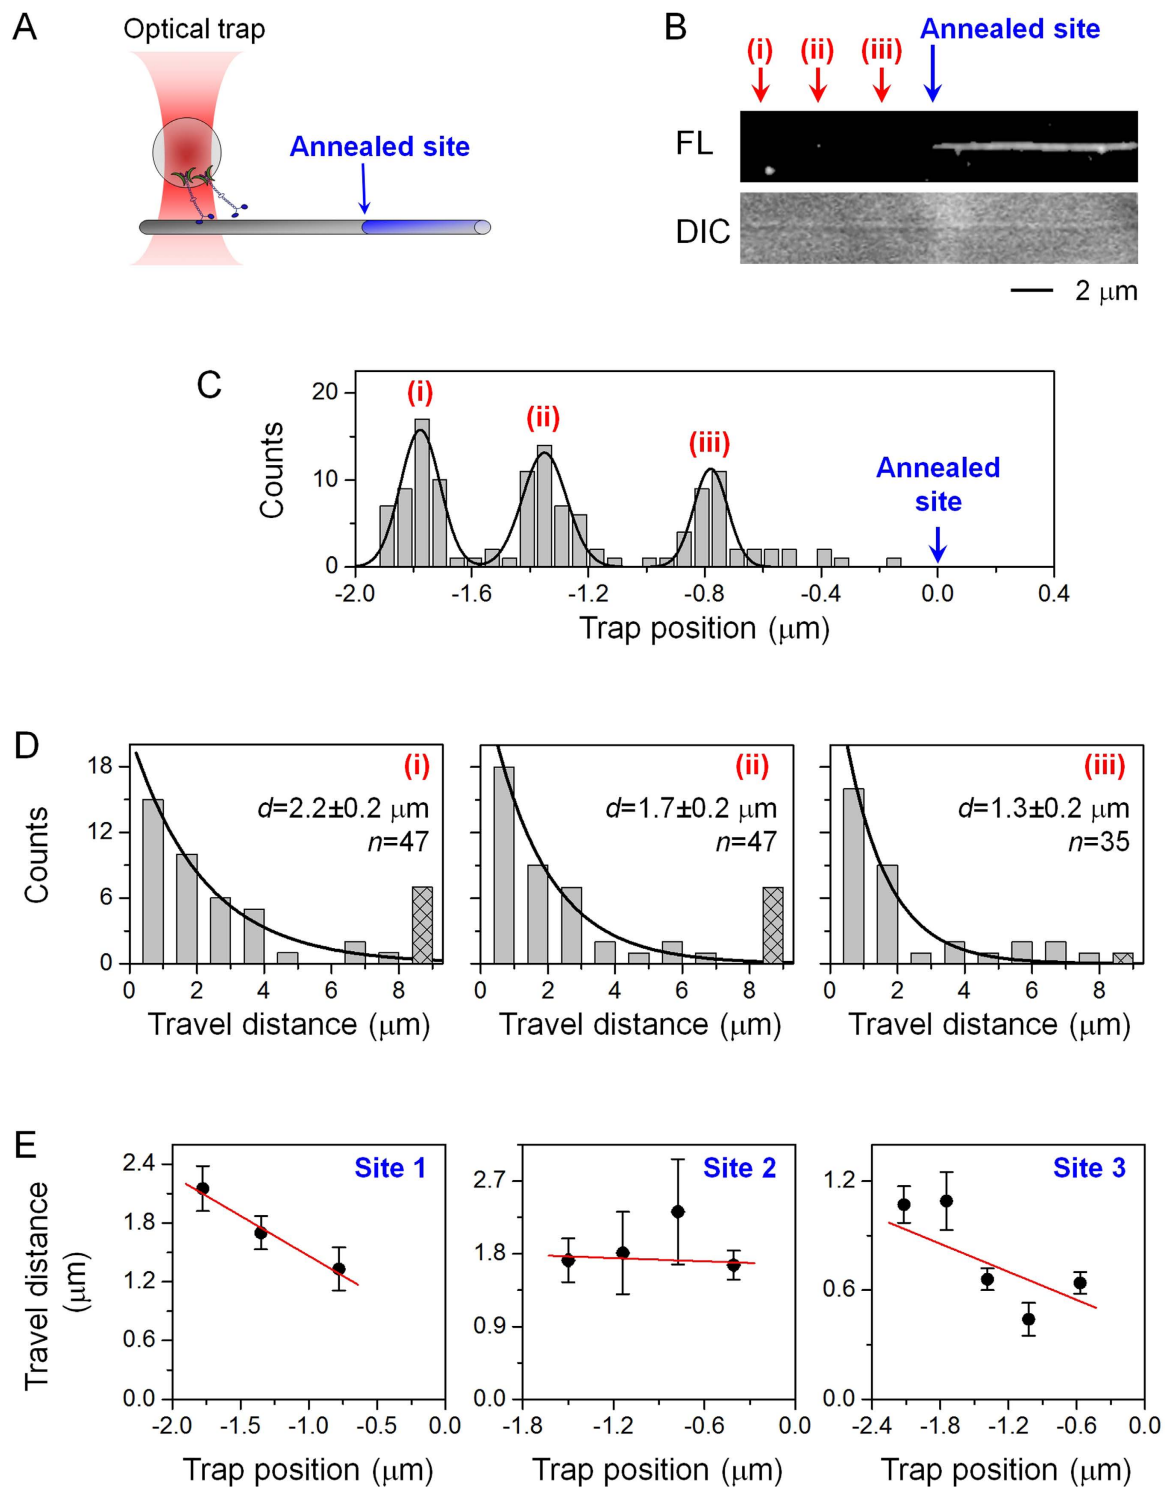 A
Optical trap
Annealed site
B
Annealed site
(i)
(ii)
(iii)
FL
DIC
2 μm
C
Counts
20
10
0
(i)
(ii)
(iii)
Annealed
site
-2.0
-1.6
-1.2
-0.8
-0.4
0.0
0.4
Trap position (μm)
D
Counts
18
12
6
0
(i)
d=2.2±0.2 μm
n=47
0
2
4
6
8
Travel distance (μm)
(ii)
d=1.7±0.2 μm
n=47
0
2
4
6
8
Travel distance (μm)
(iii)
d=1.3±0.2 μm
n=35
0
2
4
6
8
Travel distance (μm)
E
Travel distance
(μm)
2.4
1.8
1.2
0.6
0.0
Site 1
-2.0
-1.5
-1.0
-0.5
0.0
Trap position (μm)
2.7
1.8
0.9
0.0
Site 2
-1.8
-1.2
-0.6
0.0
Trap position (μm)
1.2
0.6
0.0
Site 3
-2.4
-1.8
-1.2
-0.6
0.0
Trap position (μm)